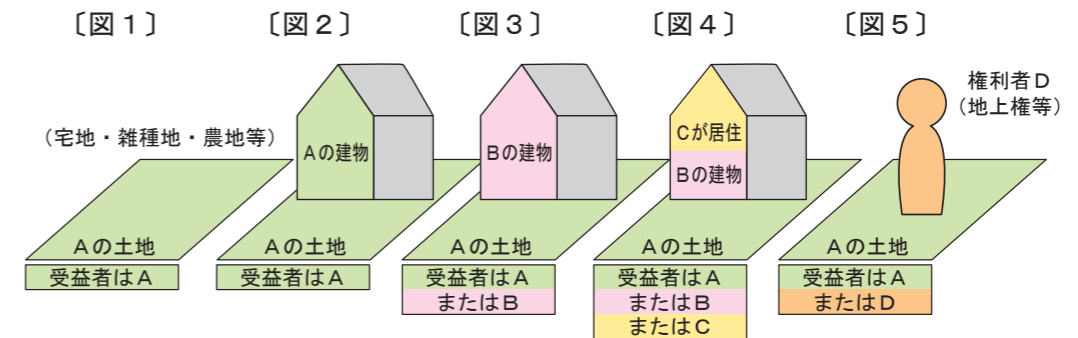 〔図１〕
〔図２〕
〔図３〕
〔図４〕
〔図５〕
（宅地・雑種地・農地等）
Aの建物
Bの建物
Cが居住
Bの建物
権利者D
（地上権等）
Aの土地
Aの土地
Aの土地
Aの土地
Aの土地
受益者はA
受益者はA
受益者はA
またはB
受益者はA
またはB
またはC
受益者はA
またはD